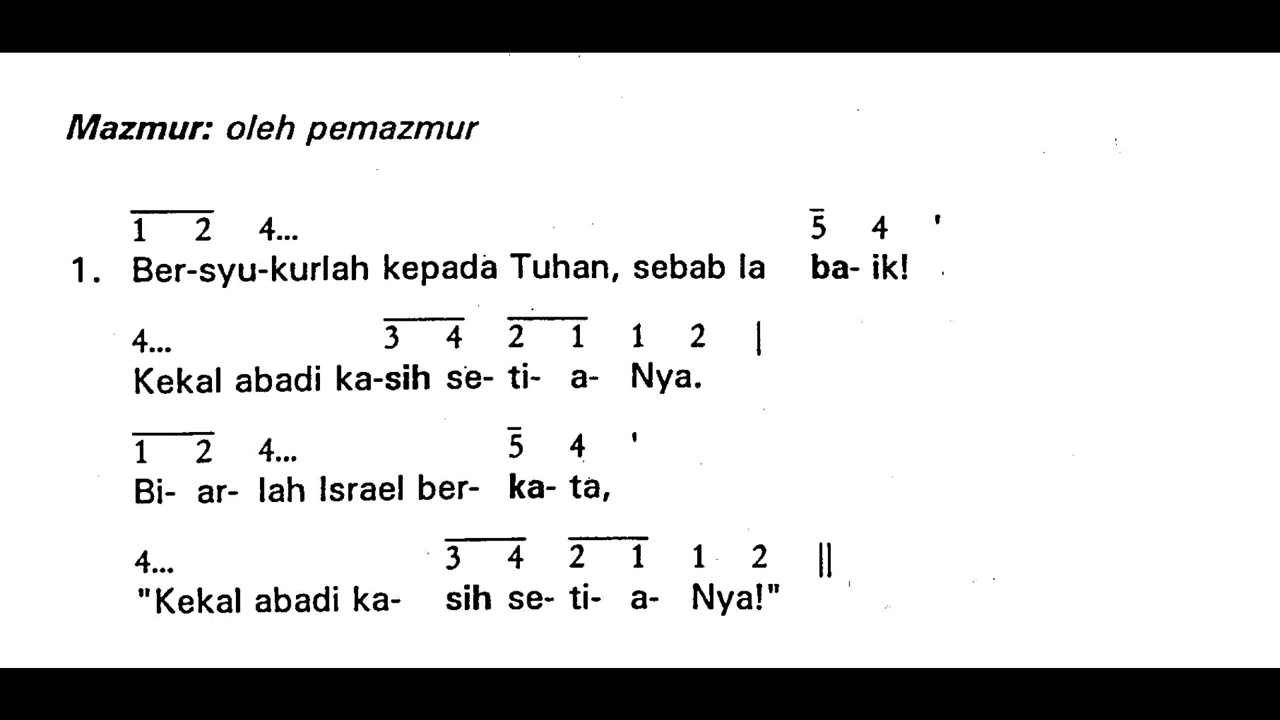 Mazmur: oleh pemazmur
1 2 4... 5 4 '
1. Ber-syu-kurlah kepada Tuhan, sebab Ia ba- ik!
4... 3 4 2 1 1 2 |
Kekal abadi ka-sih se- ti- a- Nya.
1 2 4... 5 4 '
Bi- ar- lah Israel ber- ka- ta,
4... 3 4 2 1 1 2 ||
"Kekal abadi ka- sih se- ti- a- Nya!"